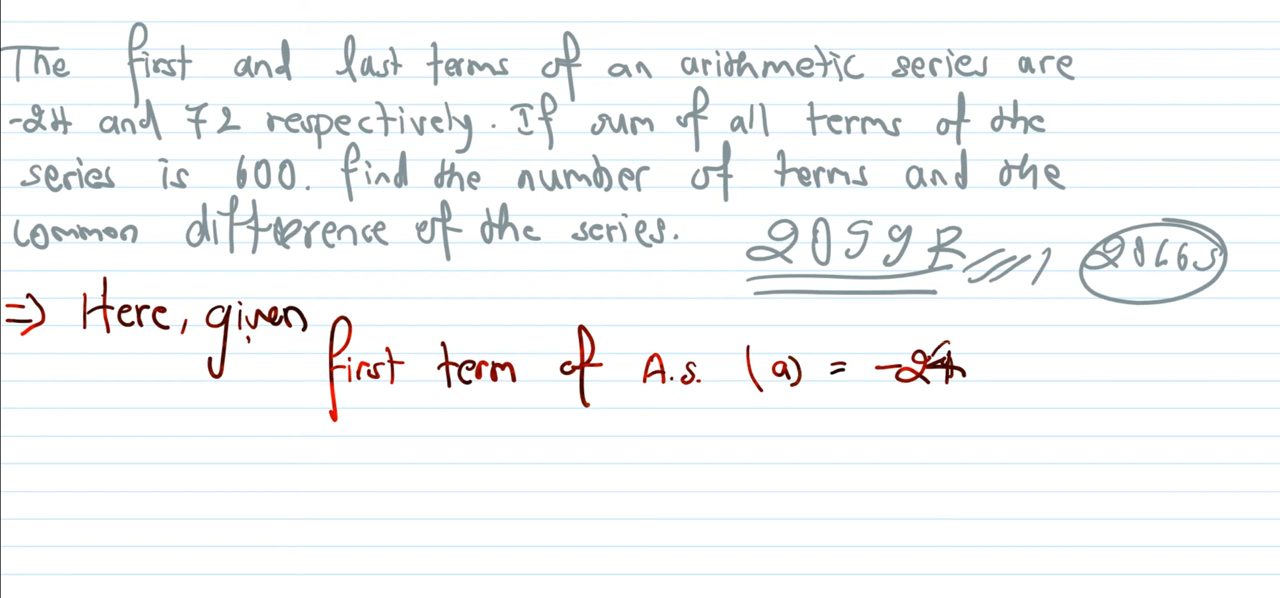 The first and last terms of an arithmetic series are
-24 and 72 respectively. If sum of all terms of the
series is 600. find the number of terms and the
common difference of the series. 2059R 2066S
=> Here, given
first term of A.s. (a) = -24